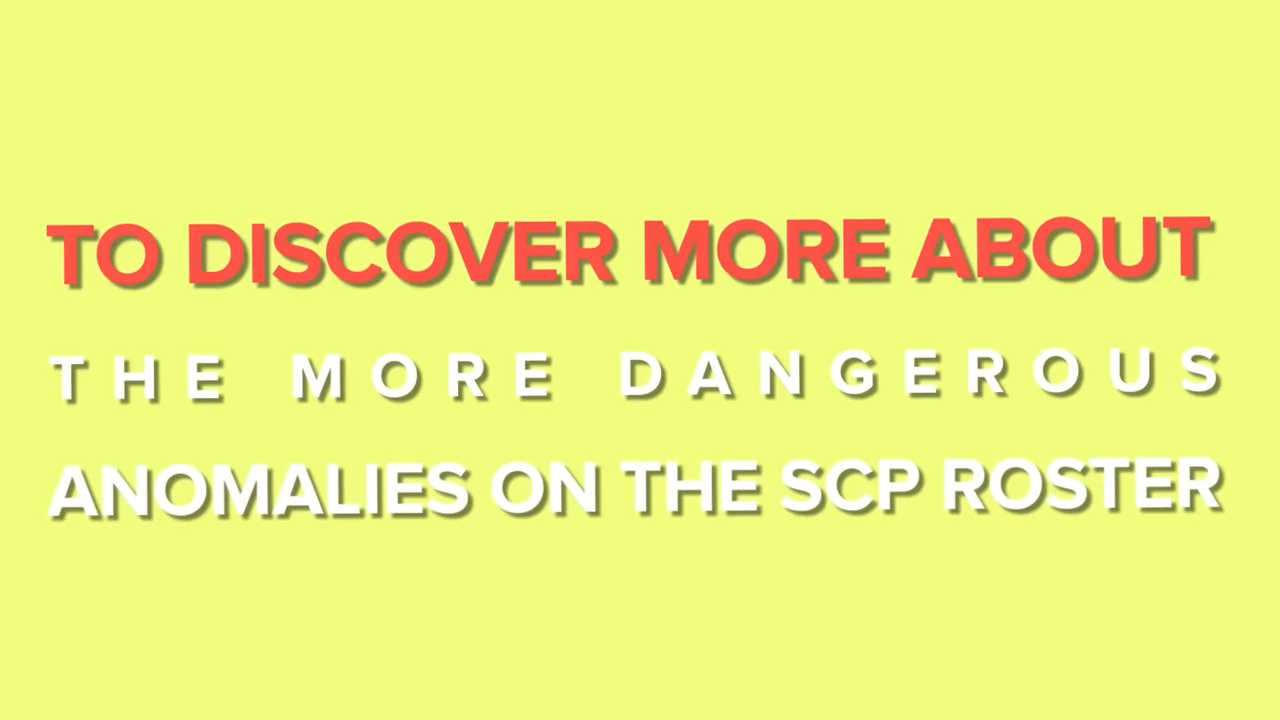 TO DISCOVER MORE ABOUT
THE MORE DANGEROUS
ANOMALIES ON THE SCP ROSTER